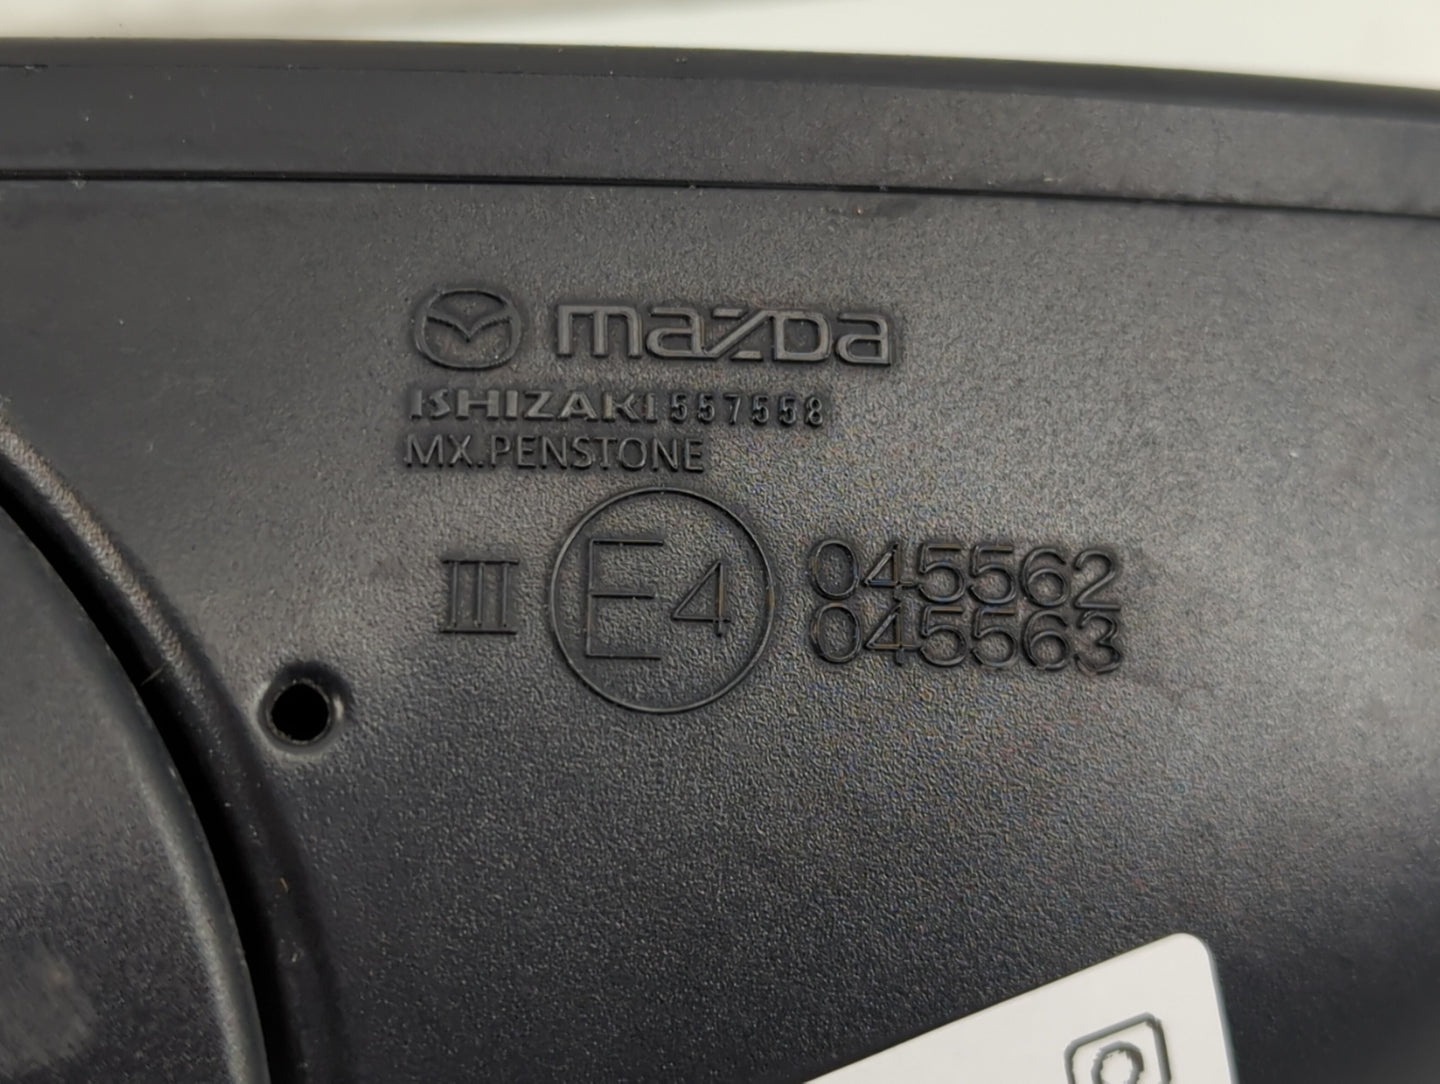 mazda
ISHIZAKI 557558
MX.PENSTONE
III E4 045562
045563